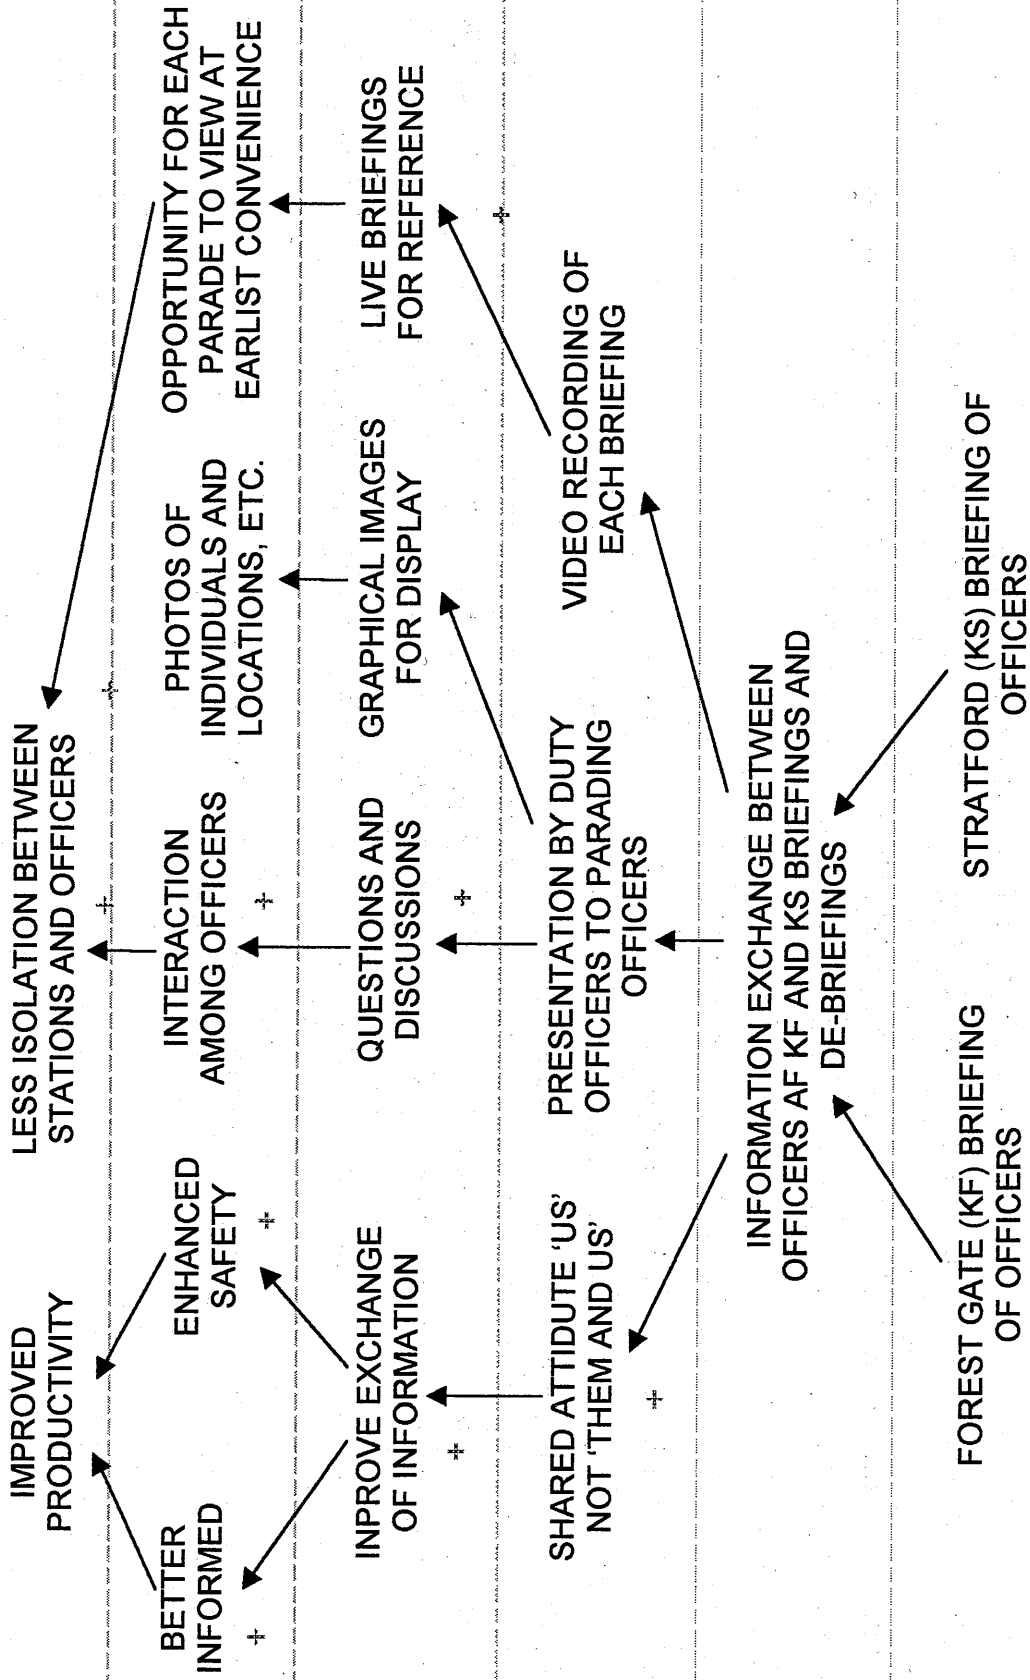 IMPROVED
PRODUCTIVITY
LESS ISOLATION BETWEEN
STATIONS AND OFFICERS
BETTER
INFORMED
+
ENHANCED
SAFETY
+
INTERACTION
AMONG OFFICERS
+
+
PHOTOS OF
INDIVIDUALS AND
LOCATIONS, ETC.
+
OPPORTUNITY FOR EACH
PARADE TO VIEW AT
EARLIST CONVENIENCE
INPROVE EXCHANGE
OF INFORMATION
+
QUESTIONS AND
DISCUSSIONS
+
GRAPHICAL IMAGES
FOR DISPLAY
LIVE BRIEFINGS
FOR REFERENCE
+
SHARED ATTIDUTE ‘US’
NOT ‘THEM AND US’
+
PRESENTATION BY DUTY
OFFICERS TO PARADING
OFFICERS
VIDEO RECORDING OF
EACH BRIEFING
INFORMATION EXCHANGE BETWEEN
OFFICERS AF KF AND KS BRIEFINGS AND
DE-BRIEFINGS
FOREST GATE (KF) BRIEFING
OF OFFICERS
STRATFORD (KS) BRIEFING OF
OFFICERS